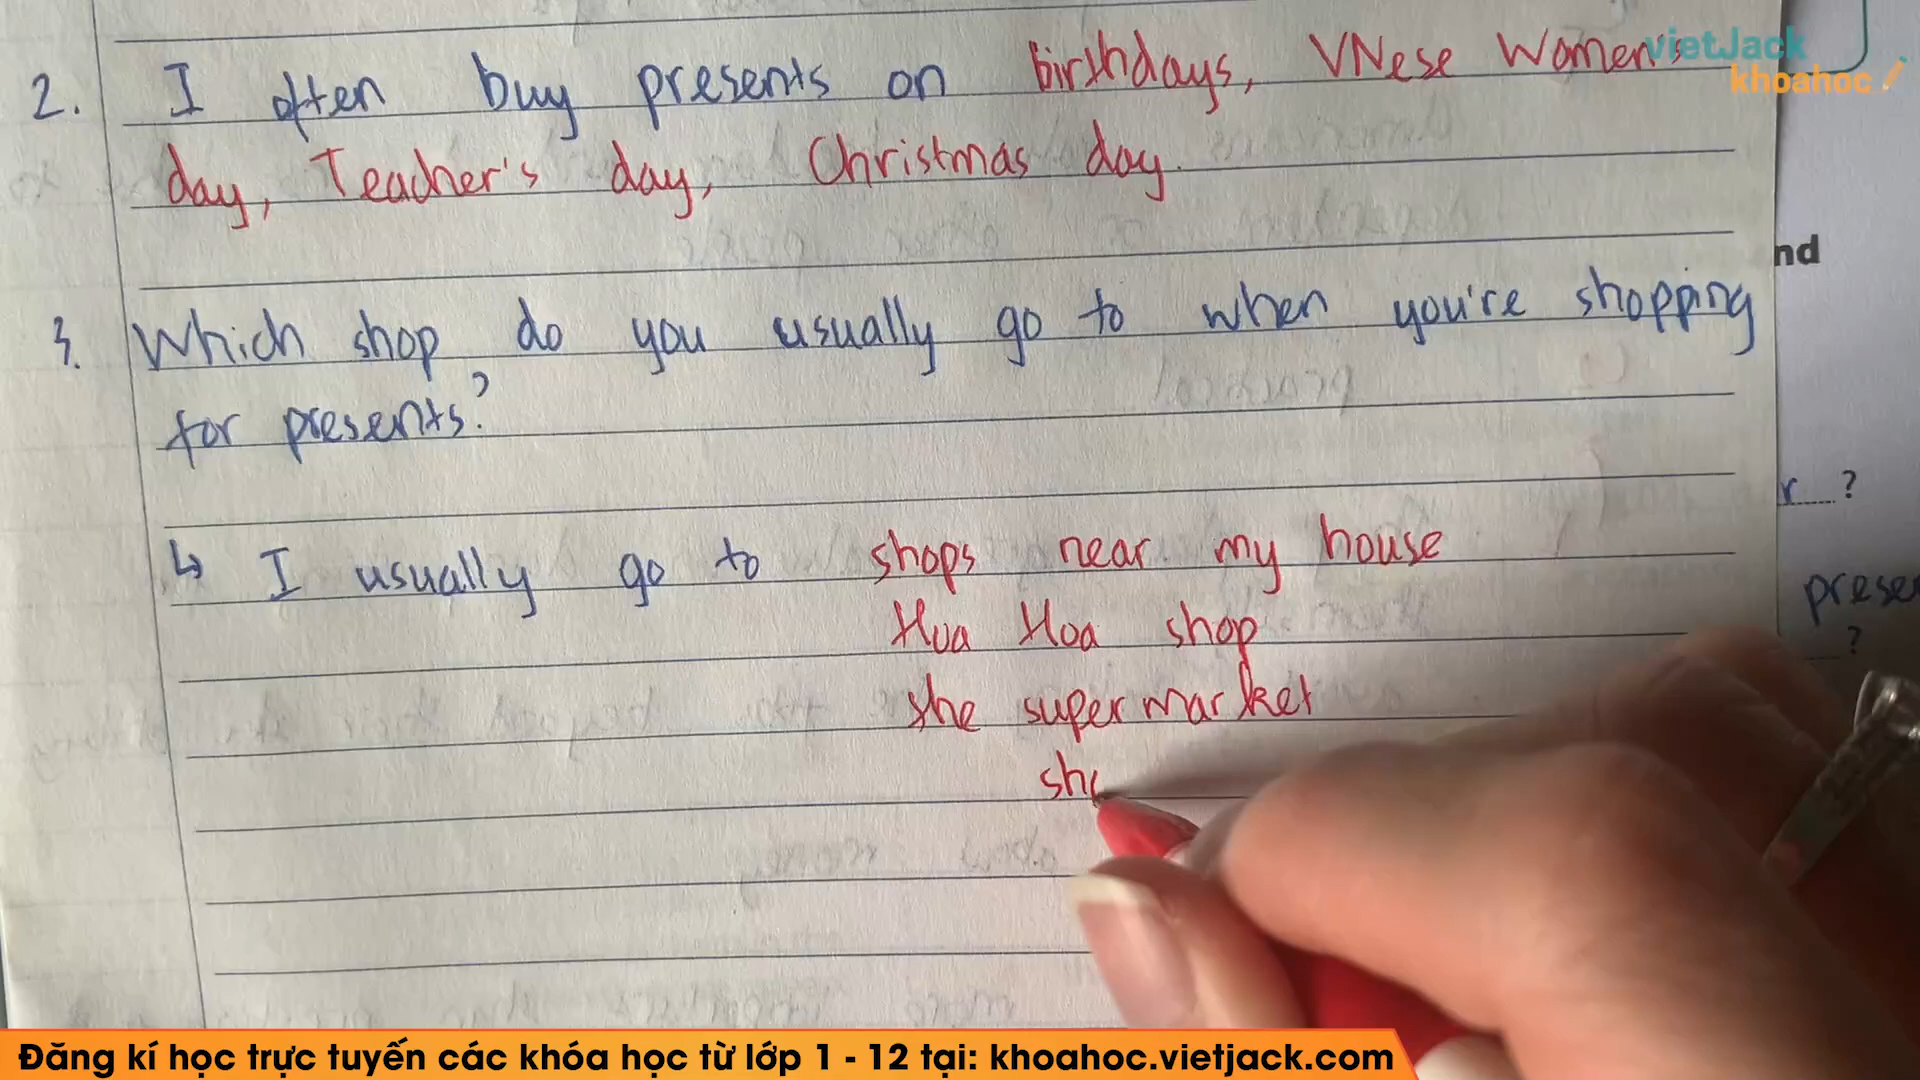 2. I often buy presents on birthdays, VNese Women's
day, Teacher's day, Christmas day.
3. Which shop do you usually go to when you're shopping
for presents?
↳ I usually go to shops near my house
Hoa shop
the supermarket
sho
vietJack
khoahoc
nd
r ...... ?
prese
?
Đăng kí học trực tuyến các khóa học từ lớp 1 - 12 tại: khoahoc.vietjack.com